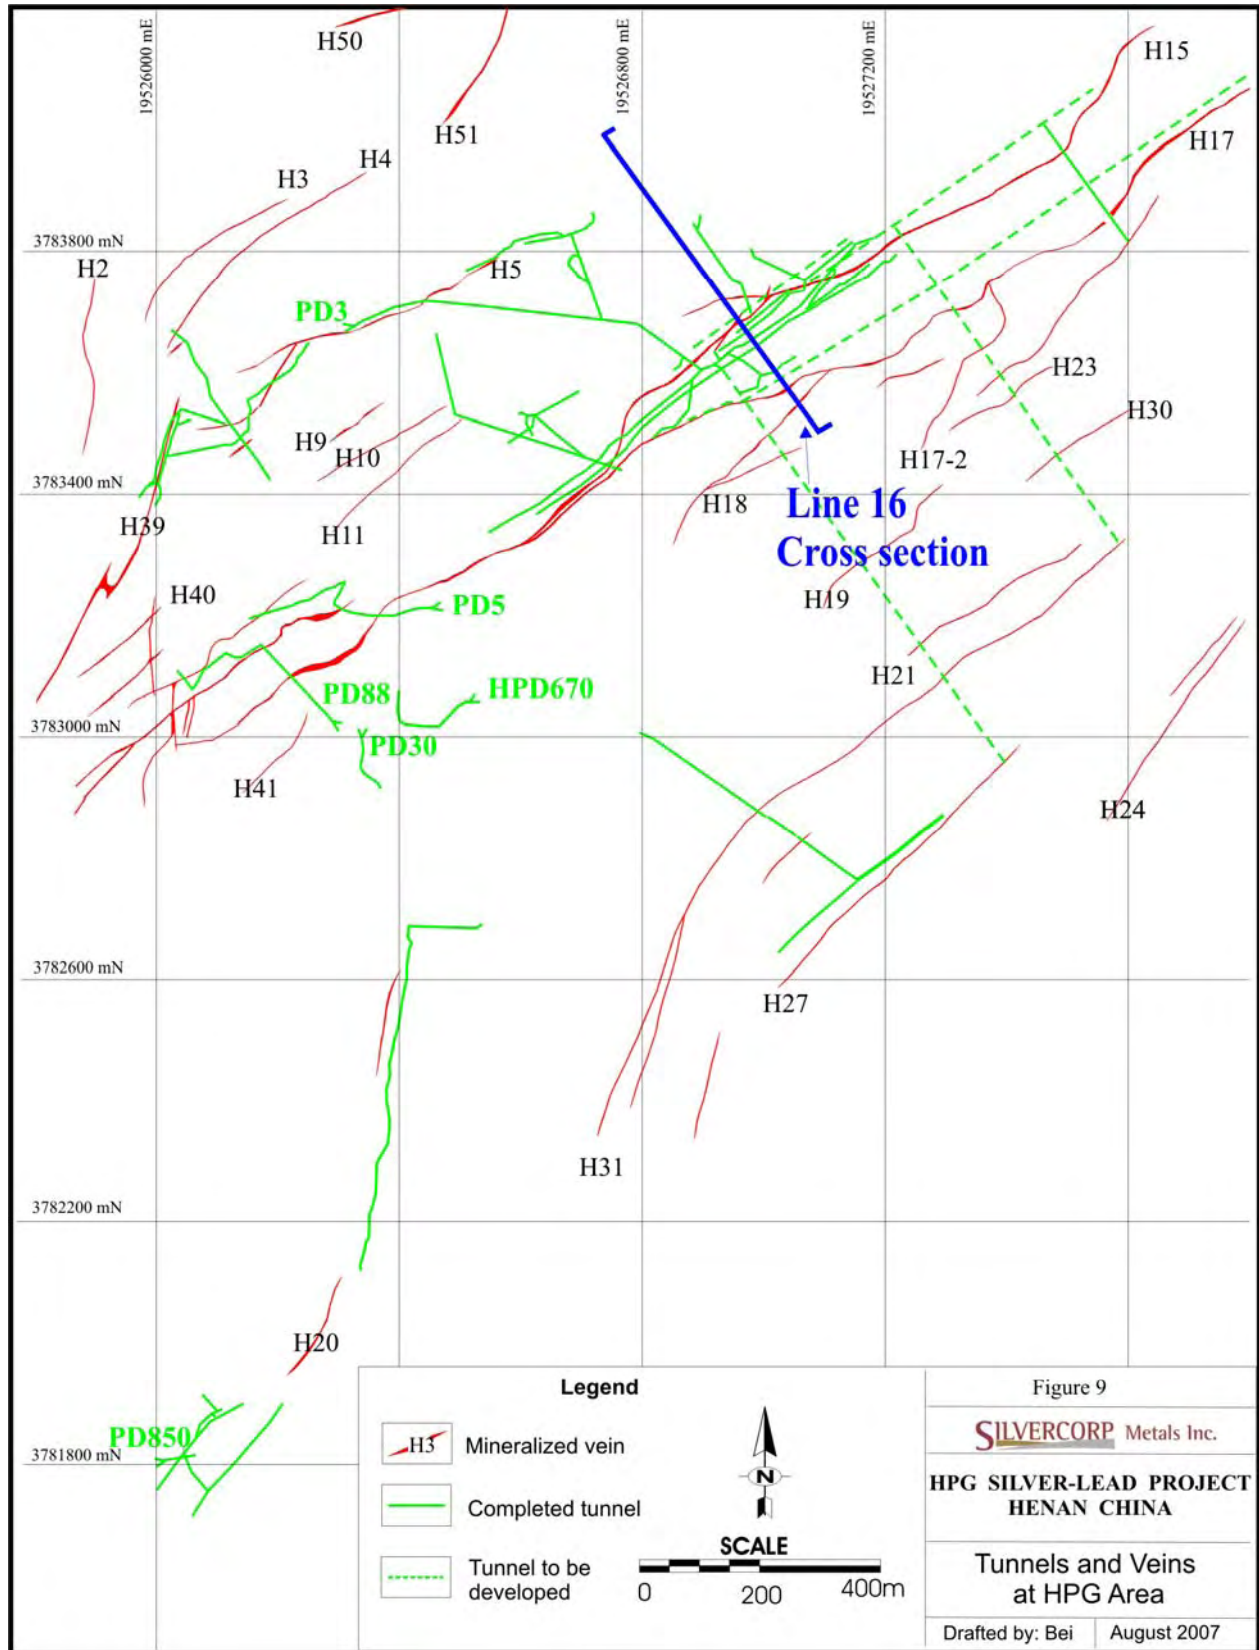 19526000 mE
19526800 mE
19527200 mE
H50
H15
H51
H17
H4
H3
3783800 mN
H2
H5
PD3
H23
H30
H9
H10
H17-2
3783400 mN
H18
Line 16
Cross section
H39
H11
H40
H19
PD5
H21
PD88
HPD670
3783000 mN
PD30
H41
H24
3782600 mN
H27
H31
3782200 mN
H20
PD850
3781800 mN
Legend
H3
Mineralized vein
Completed tunnel
Tunnel to be
developed
N
SCALE
0 200 400m
Figure 9
SILVERCORP Metals Inc.
HPG SILVER-LEAD PROJECT
HENAN CHINA
Tunnels and Veins
at HPG Area
Drafted by: Bei August 2007